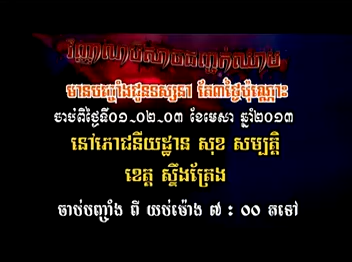 មានបញ្ចាំងជូនទស្សនា តែ៣ថ្ងៃប៉ុណ្ណោះ
ចាប់ពីថ្ងៃទី០១-០២-០៣ ខែមេសា ឆ្នាំ២០១៣
នៅភោជនីយដ្ឋាន សុខ សម្បត្តិ
ខេត្ត ស្ទឹងត្រែង
ចាប់បញ្ចាំង ពី យប់ម៉ោង ៧ : 00 តទៅ